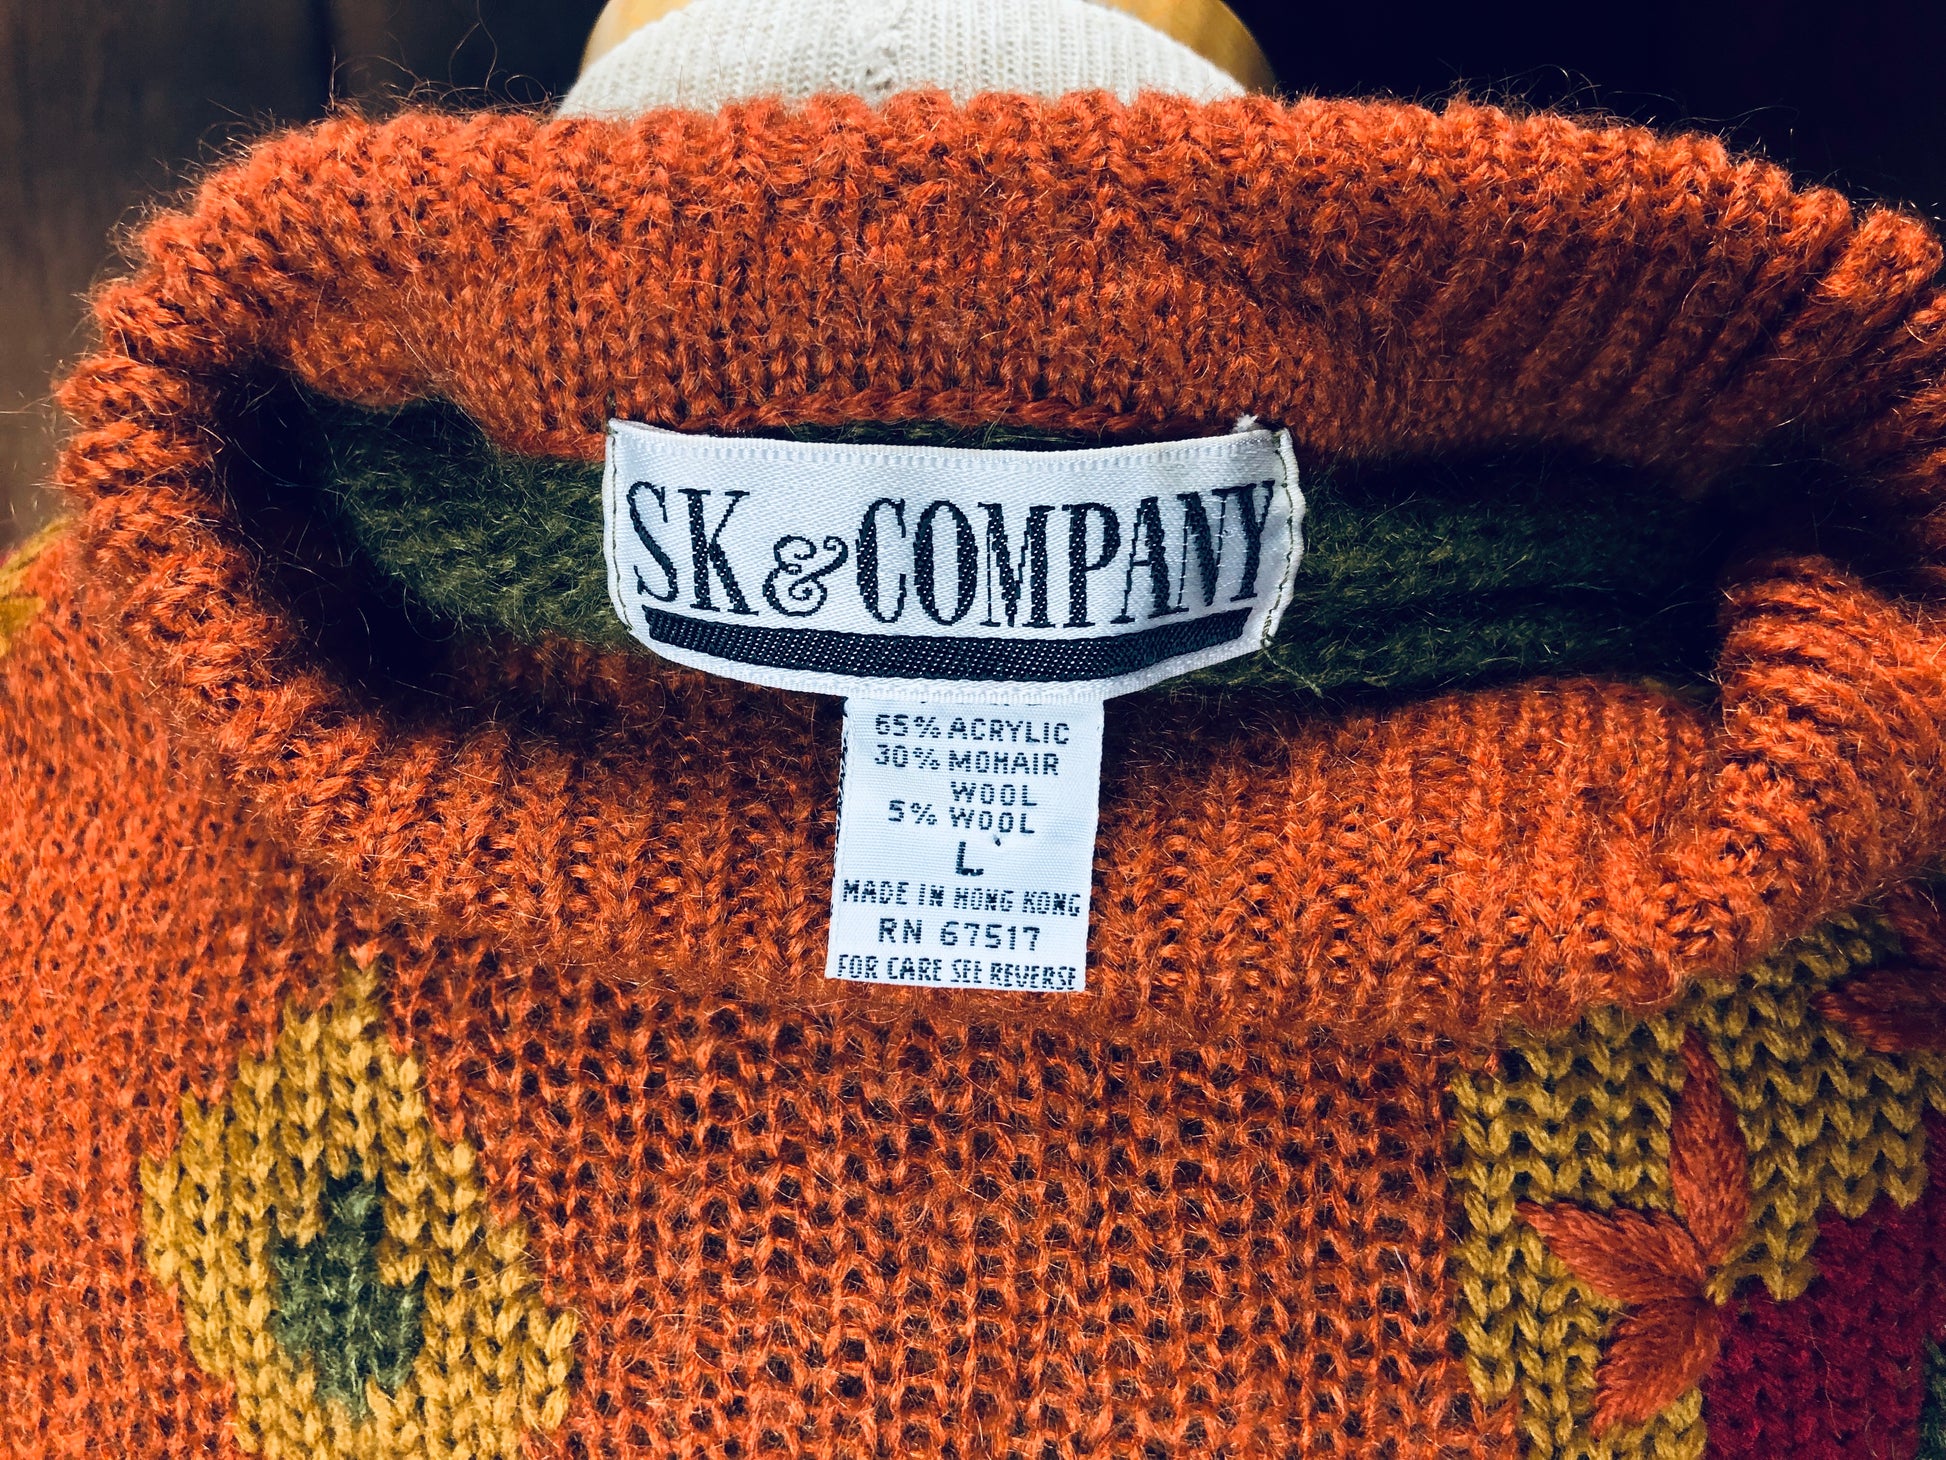 SK & COMPANY
65% ACRYLIC
30% MOHAIR
WOOL
5% WOOL
L
MADE IN HONG KONG
RN 67517
FOR CARE SEE REVERSE